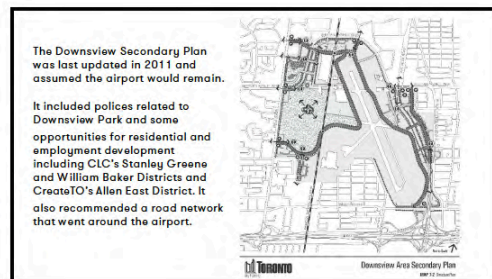 The Downsview Secondary Plan
was last updated in 2011 and
assumed the airport would remain.
It included polices related to
Downsview Park and some
opportunities for residential and
employment development
including CLC's Stanley Greene
and William Baker Districts and
CreateTO's Allen East District. It
also recommended a road network
that went around the airport.
TORONTO
Downsview Area Secondary Plan